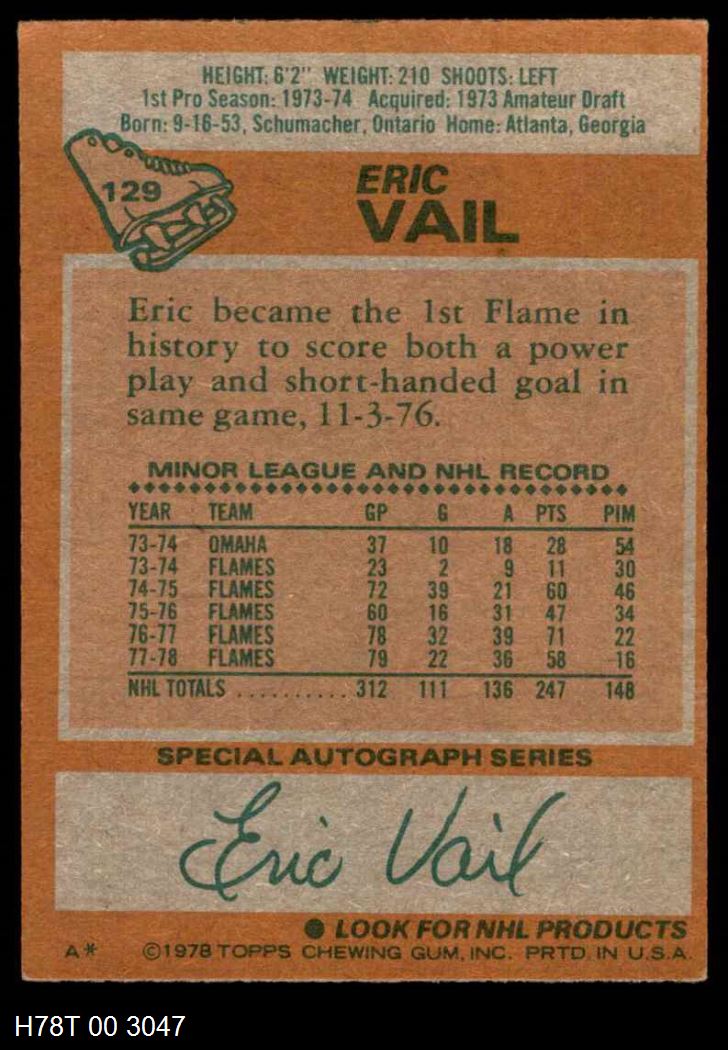 HEIGHT: 6'2" WEIGHT: 210 SHOOTS: LEFT
1st Pro Season: 1973-74 Acquired: 1973 Amateur Draft
Born: 9-16-53, Schumacher, Ontario Home: Atlanta, Georgia
129
ERIC
VAIL
Eric became the 1st Flame in
history to score both a power
play and short-handed goal in
same game, 11-3-76.
MINOR LEAGUE AND NHL RECORD
YEAR TEAM GP G A PTS PIM
73-74 OMAHA 37 10 18 28 54
73-74 FLAMES 23 2 9 11 30
74-75 FLAMES 72 39 21 60 46
75-76 FLAMES 60 16 31 47 34
76-77 FLAMES 78 32 39 71 22
77-78 FLAMES 79 22 36 58 16
NHL TOTALS .......... 312 111 136 247 148
SPECIAL AUTOGRAPH SERIES
Eric Vail
● LOOK FOR NHL PRODUCTS
A* ©1978 TOPPS CHEWING GUM, INC. PRTD. IN U.S.A.
H78T 00 3047